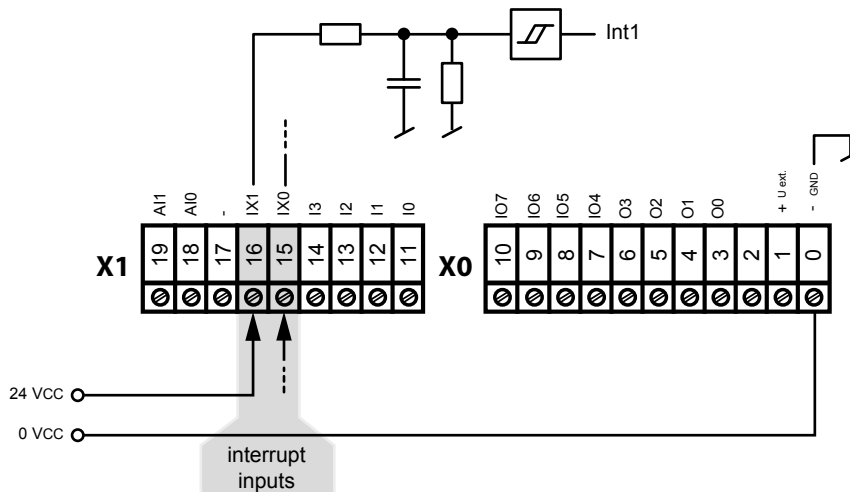 Int1
AI1 AI0 - IX1 IX0 I3 I2 I1 I0
IO7 IO6 IO5 IO4 O3 O2 O1 O0 + U ext. - GND
X1 19 18 17 16 15 14 13 12 11 X0 10 9 8 7 6 5 4 3 2 1 0
24 VCC
0 VCC
interrupt
inputs